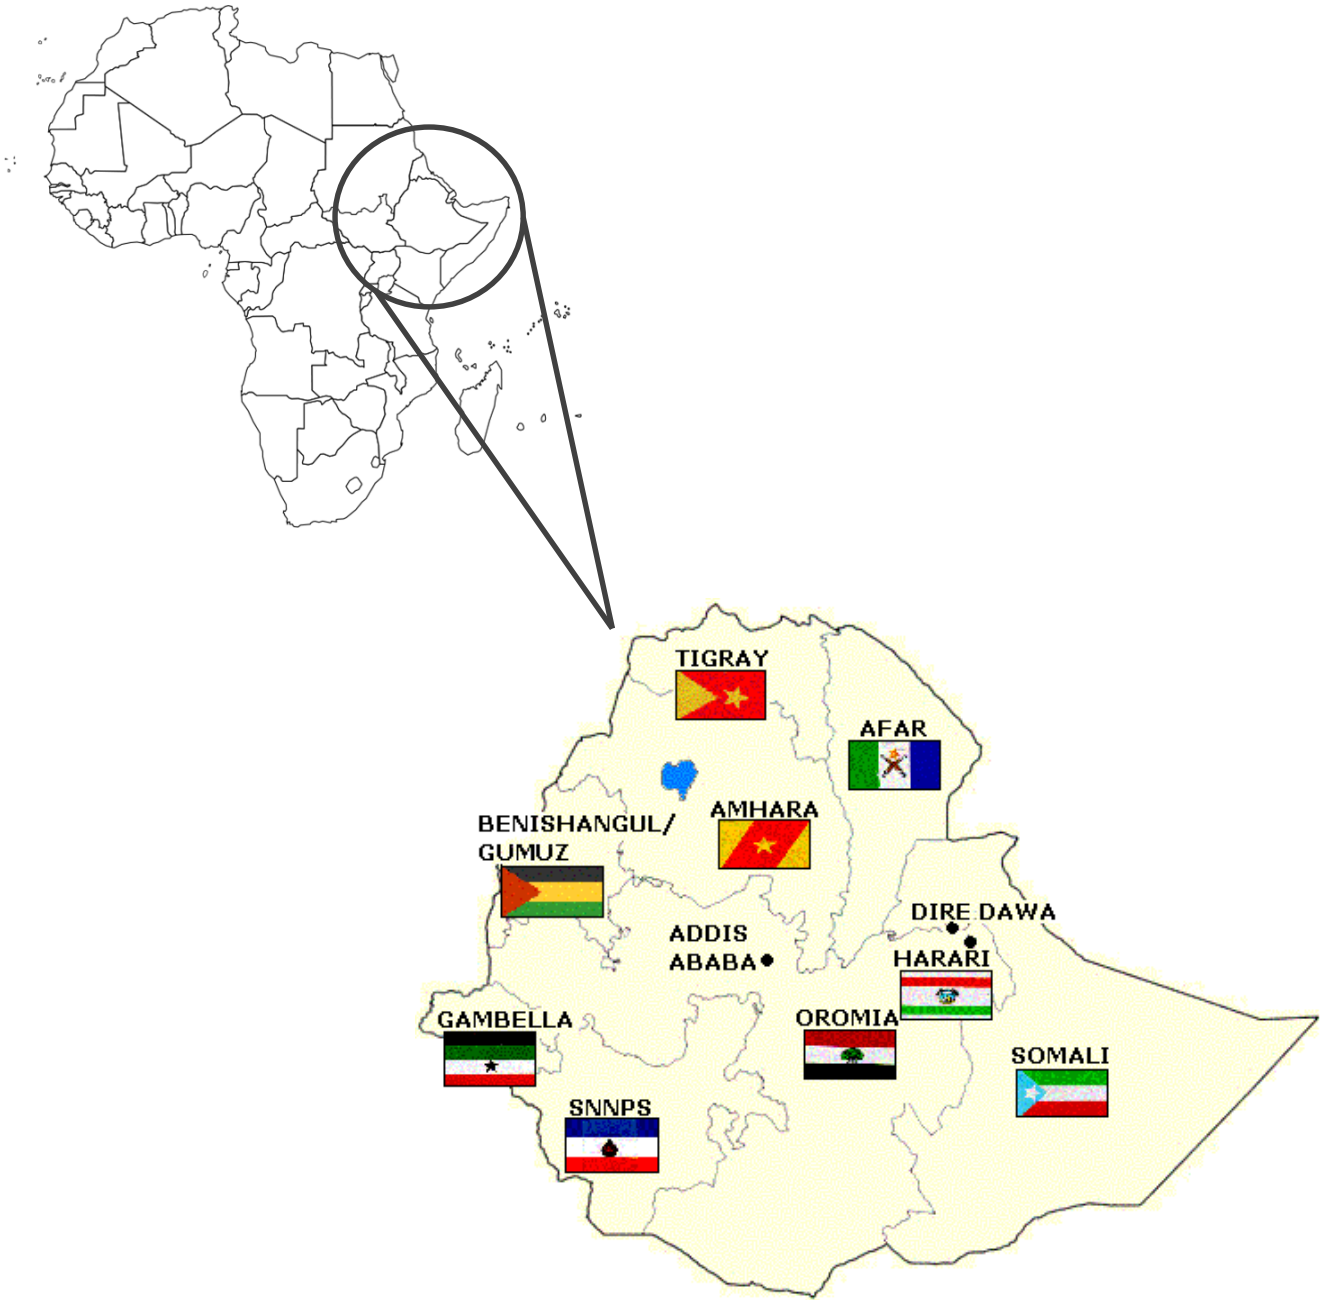 TIGRAY
AFAR
AMHARA
BENISHANGUL/
GUMUZ
DIRE DAWA
ADDIS
ABABA
HARARI
GAMBELLA
OROMIA
SOMALI
SNNPS